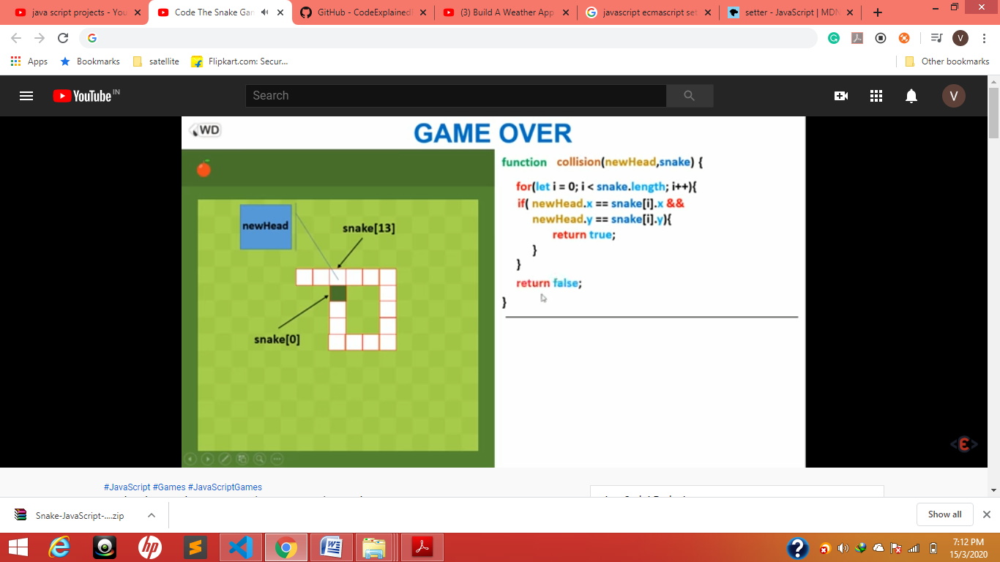 java script projects - You
Code The Snake Gam
GitHub - CodeExplained
(3) Build A Weather App
javascript ecmascript set
setter - JavaScript | MDN
V
Apps
Bookmarks
satellite
Flipkart.com: Secur...
Other bookmarks
YouTube IN
Search
V
WD
GAME OVER
function collision(newHead,snake) {
for(let i = 0; i < snake.length; i++){
if( newHead.x == snake[i].x &&
newHead.y == snake[i].y){
return true;
}
}
return false;
}
newHead
snake[13]
snake[0]
<E>
#JavaScript #Games #JavaScriptGames
Snake-JavaScript-....zip
Show all
hp
7:12 PM
15/3/2020